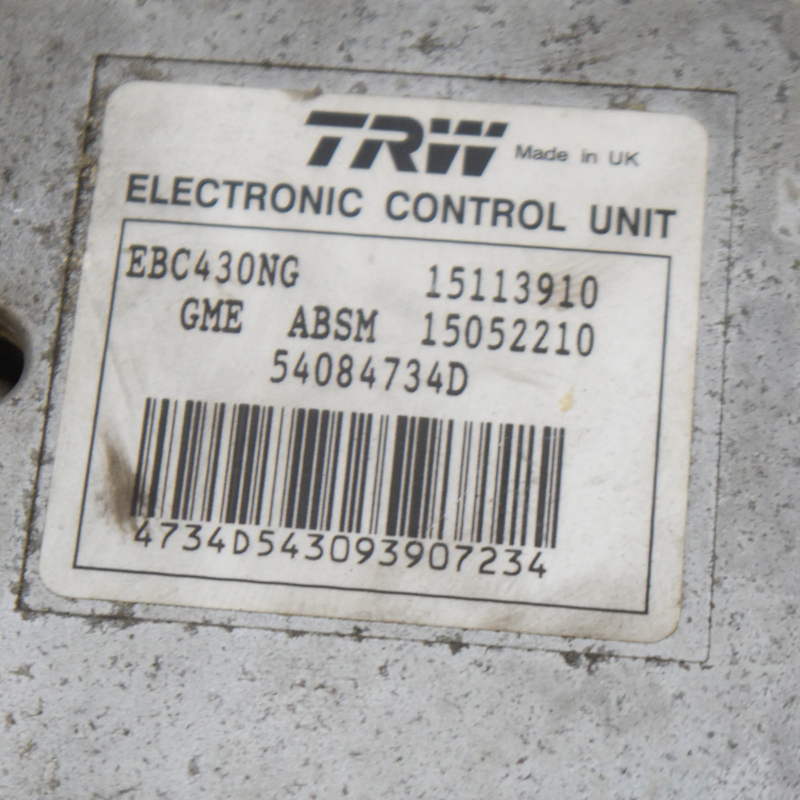 TRW Made in UK
ELECTRONIC CONTROL UNIT
EBC430NG 15113910
GME ABSM 15052210
54084734D
4734D543093907234